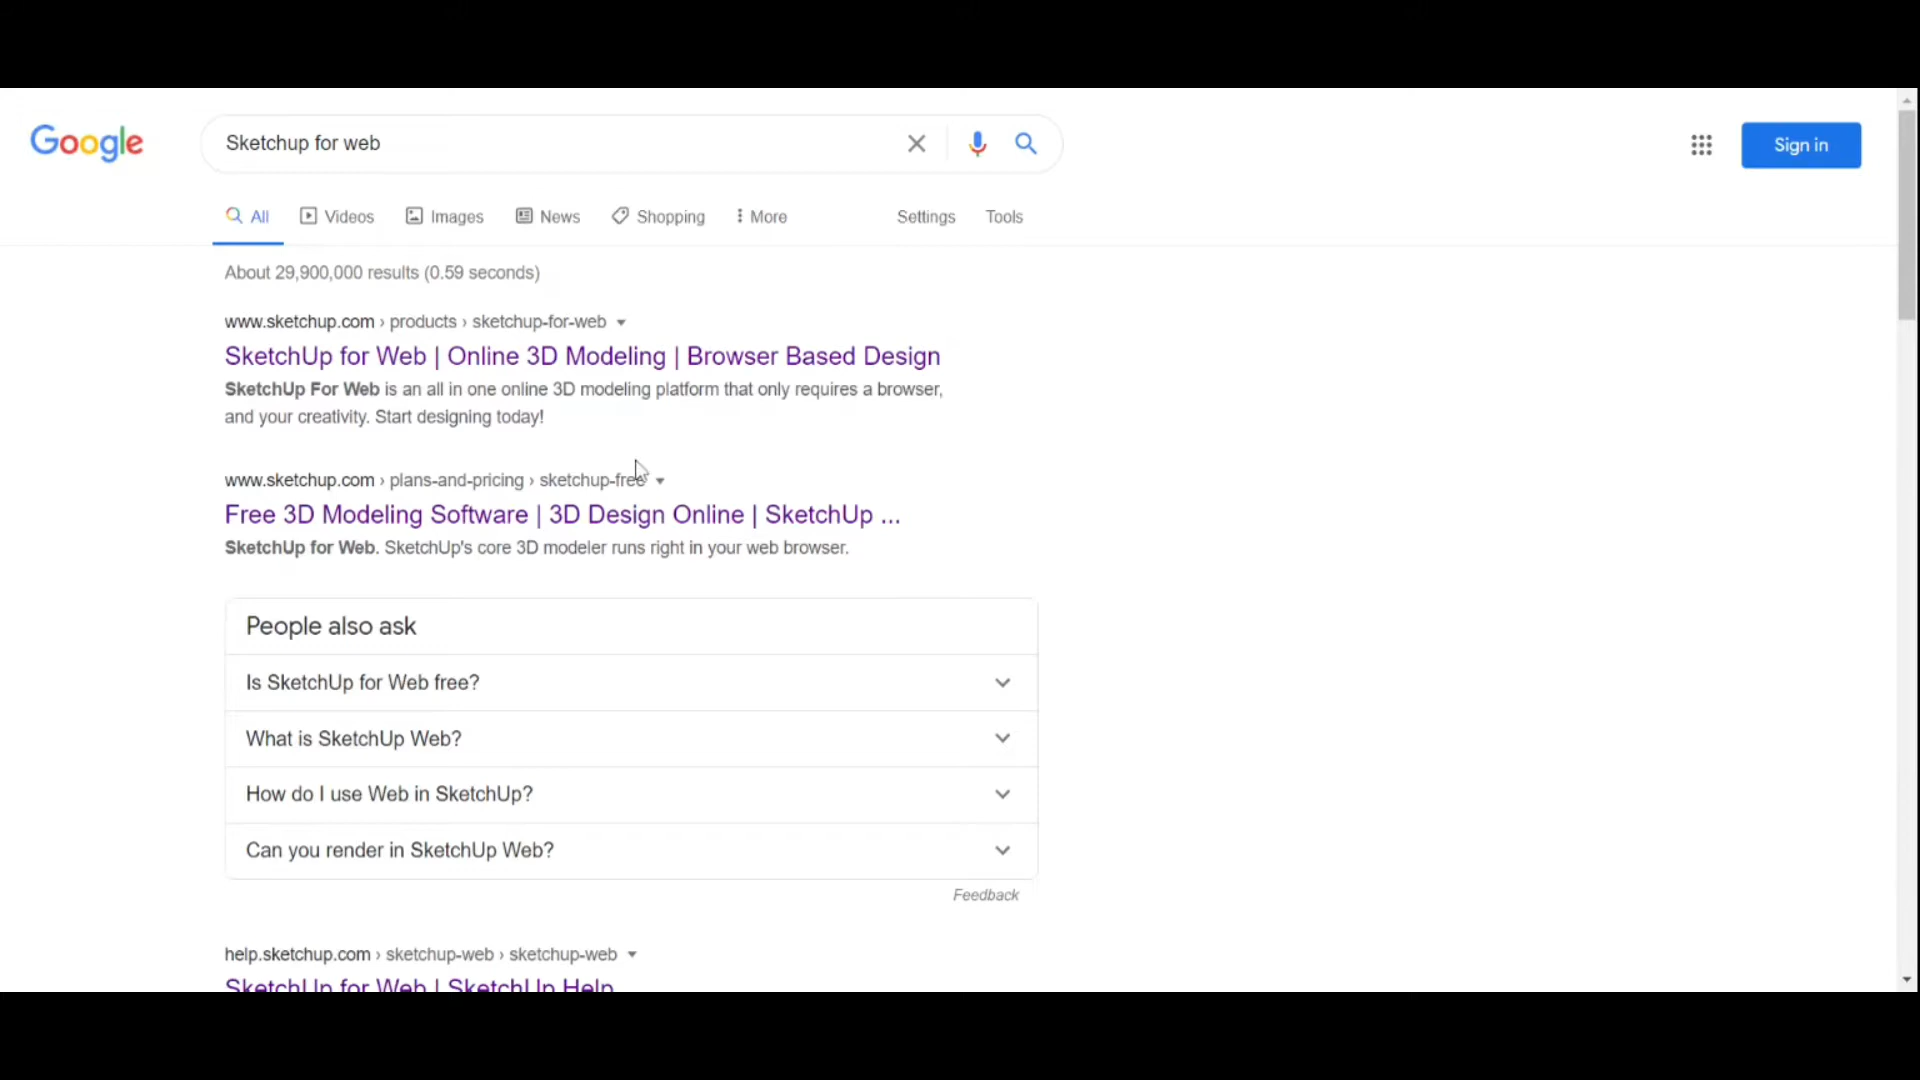 Google
Sketchup for web
Sign in
All Videos Images News Shopping More Settings Tools
About 29,900,000 results (0.59 seconds)
www.sketchup.com › products › sketchup-for-web
SketchUp for Web | Online 3D Modeling | Browser Based Design
SketchUp For Web is an all in one online 3D modeling platform that only requires a browser,
and your creativity. Start designing today!
www.sketchup.com › plans-and-pricing › sketchup-free
Free 3D Modeling Software | 3D Design Online | SketchUp ...
SketchUp for Web. SketchUp's core 3D modeler runs right in your web browser.
People also ask
Is SketchUp for Web free?
What is SketchUp Web?
How do I use Web in SketchUp?
Can you render in SketchUp Web?
Feedback
help.sketchup.com › sketchup-web › sketchup-web
SketchUp for Web | SketchUp Help